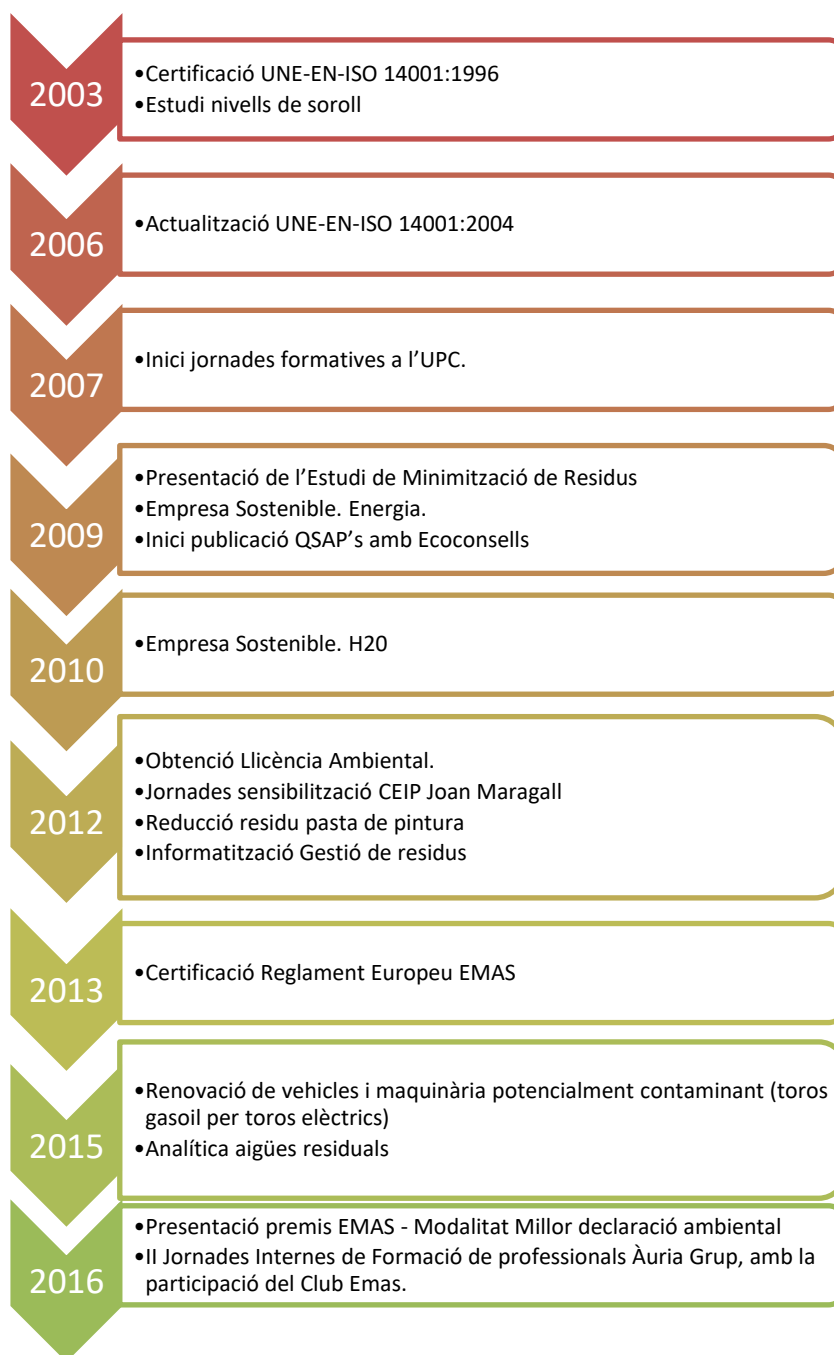 2003
•Certificació UNE-EN-ISO 14001:1996
•Estudi nivells de soroll
2006
•Actualització UNE-EN-ISO 14001:2004
2007
•Inici jornades formatives a l’UPC.
2009
•Presentació de l’Estudi de Minimització de Residus
•Empresa Sostenible. Energia.
•Inici publicació QSAP’s amb Ecoconsells
2010
•Empresa Sostenible. H20
2012
•Obtenció Llicència Ambiental.
•Jornades sensibilització CEIP Joan Maragall
•Reducció residu pasta de pintura
•Informatització Gestió de residus
2013
•Certificació Reglament Europeu EMAS
2015
•Renovació de vehicles i maquinària potencialment contaminant (toros
gasoil per toros elèctrics)
•Analítica aigües residuals
2016
•Presentació premis EMAS - Modalitat Millor declaració ambiental
•II Jornades Internes de Formació de professionals Àuria Grup, amb la
participació del Club Emas.